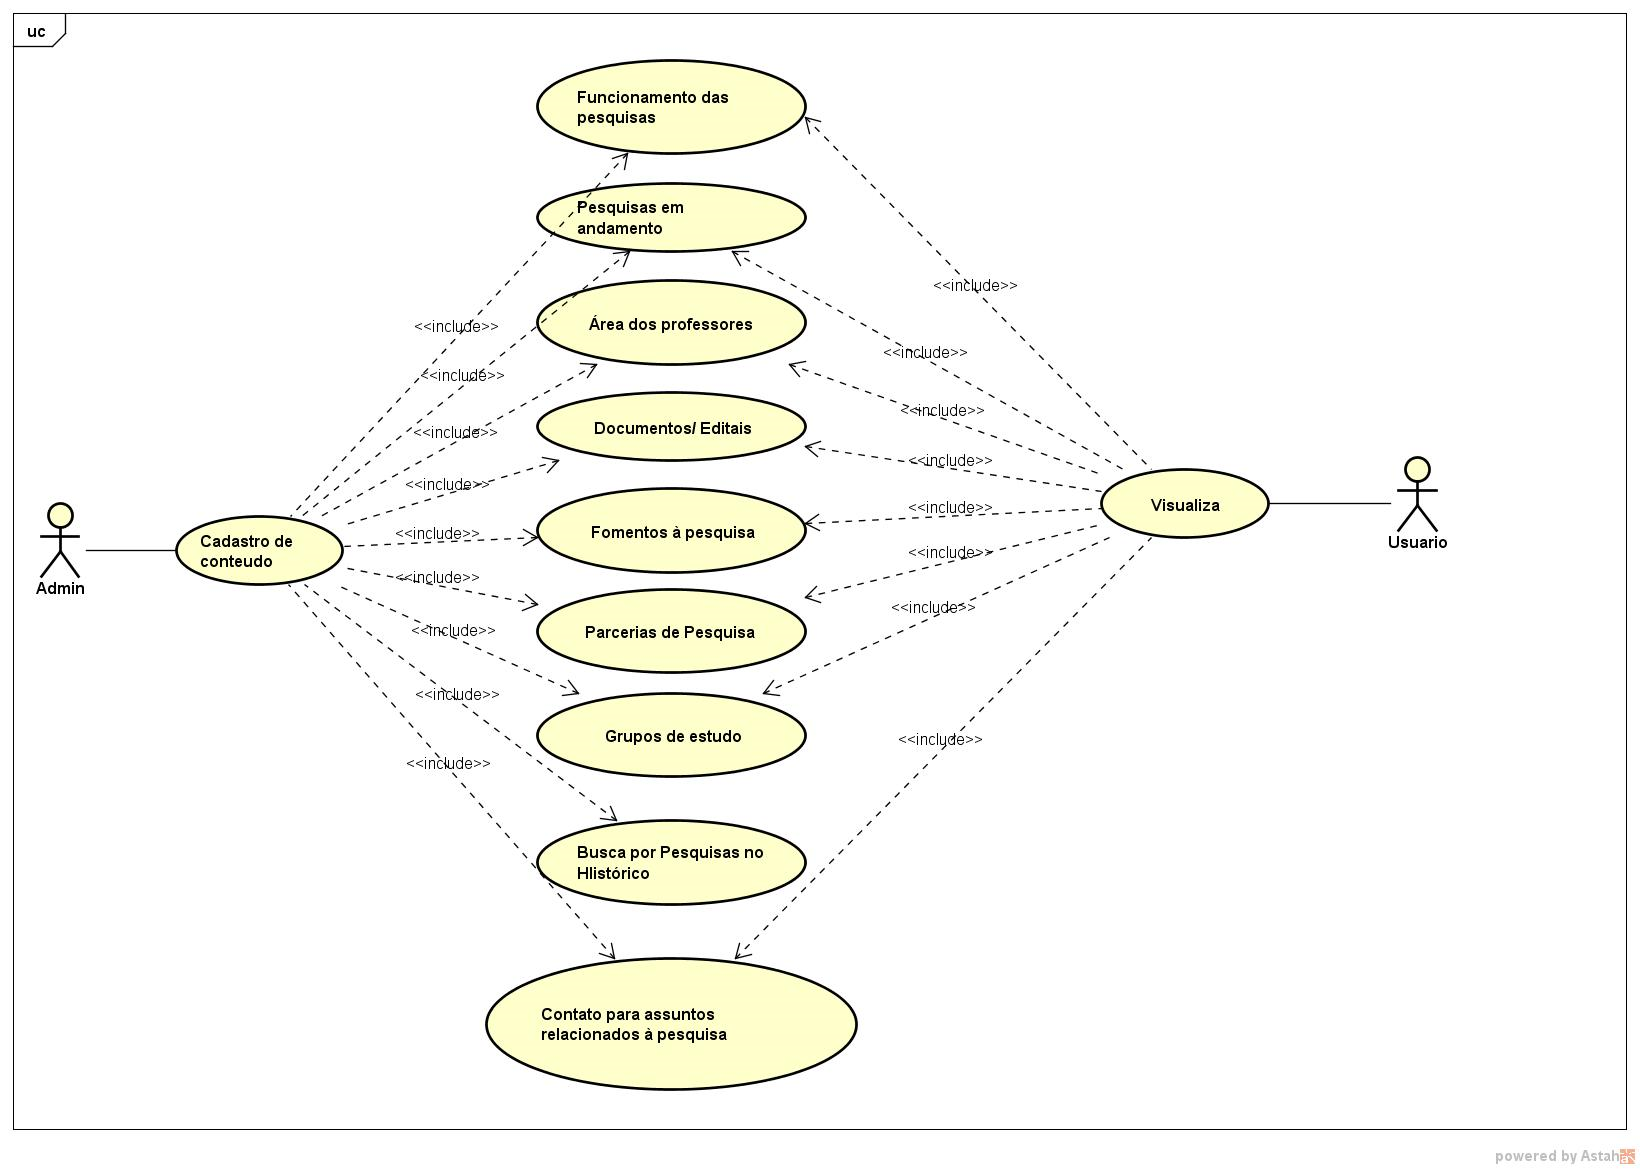 uc
Funcionamento das
pesquisas
Pesquisas em
andamento
<<include>>
<<include>>
Área dos professores
<<include>>
<<include>>
<<include>>
<<include>>
Documentos/ Editais
<<include>>
<<include>>
Visualiza
<<include>>
Fomentos à pesquisa
<<include>>
Usuario
Cadastro de
conteudo
<<include>>
<<include>>
Admin
<<include>>
Parcerias de Pesquisa
<<include>>
<<include>>
Grupos de estudo
<<include>>
<<include>>
Busca por Pesquisas no
HIistórico
Contato para assuntos
relacionados à pesquisa
powered by Astah